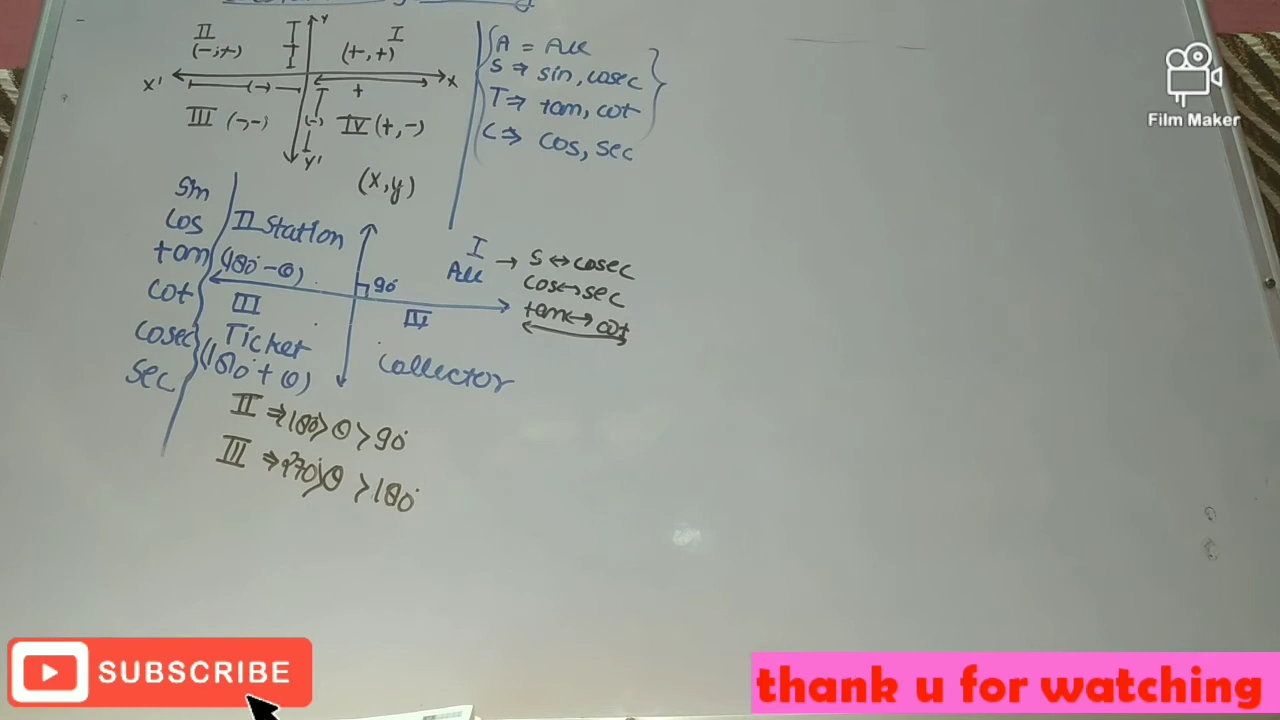 II
(-,+)
Y
I
(+,+)
X'
(-)
+
X
III (-,-)
(-)
IV (+,-)
Y'
(x,y)
A = All
S ⇒ sin, cosec
T ⇒ tan, cot
C ⇒ cos, sec
sin
cos
tan
cot
cosec
sec
II Station
(180°-θ)
90°
I
All → S ↔ cosec
cos ↔ sec
tan ↔ cot
III
Ticket
(180°+θ)
IV
Collector
II ⇒ 180°>θ>90°
III ⇒ 270°>θ>180°
Film Maker
SUBSCRIBE
thank u for watching